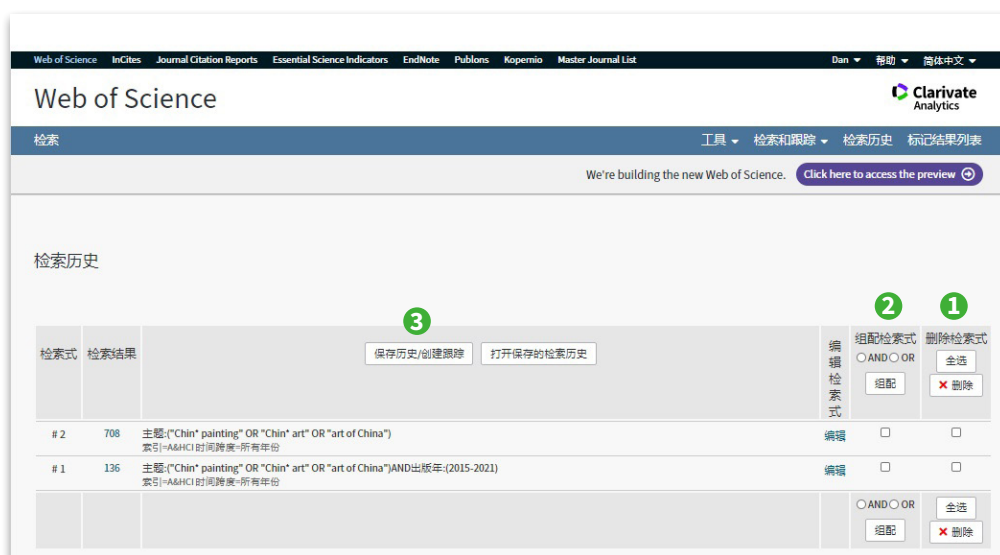 Web of Science InCites Journal Citation Reports Essential Science Indicators EndNote Publons Kopernio Master Journal List Dan 帮助 简体中文
Web of Science
Clarivate
Analytics
检索 工具 检索和跟踪 检索历史 标记结果列表
We're building the new Web of Science. Click here to access the preview
检索历史
3 2 1
检索式 检索结果 保存历史/创建跟踪 打开保存的检索历史 编辑检索式 组配检索式 删除检索式
AND OR 全选
组配 删除
# 2 708 主题:("Chin* painting" OR "Chin* art" OR "art of China") 编辑
索引=A&HCI 时间跨度=所有年份
# 1 136 主题:("Chin* painting" OR "Chin* art" OR "art of China")AND出版年:(2015-2021) 编辑
索引=A&HCI 时间跨度=所有年份
AND OR 全选
组配 删除